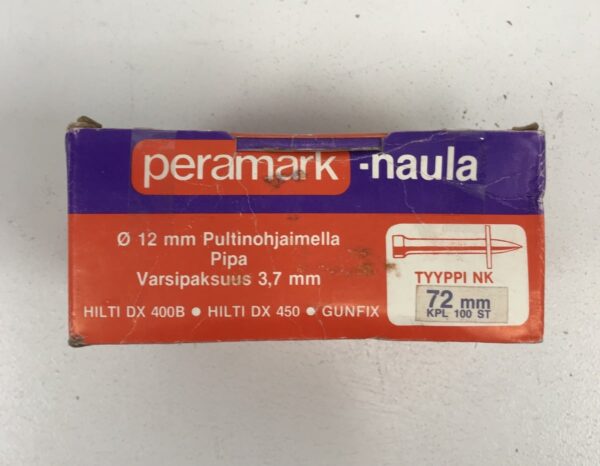 peramark -naula
Ø 12 mm Pultinohjaimella
Pipa
Varsipaksuus 3,7 mm
HILTI DX 400B ● HILTI DX 450 ● GUNFIX
TYYPPI NK
72 mm
KPL 100 ST